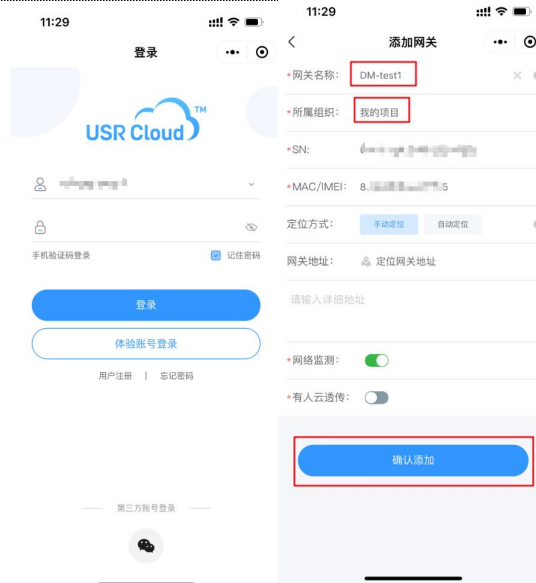 11:29
登录
USR Cloud TM
手机验证码登录
记住密码
登录
体验账号登录
用户注册 | 忘记密码
第三方账号登录
11:29
添加网关
*网关名称: DM-test1
*所属组织: 我的项目
*SN:
*MAC/IMEI: 8. 5
定位方式: 手动定位 自动定位
网关地址: 定位网关地址
请输入详细地址
*网络监测:
*有人云透传:
确认添加